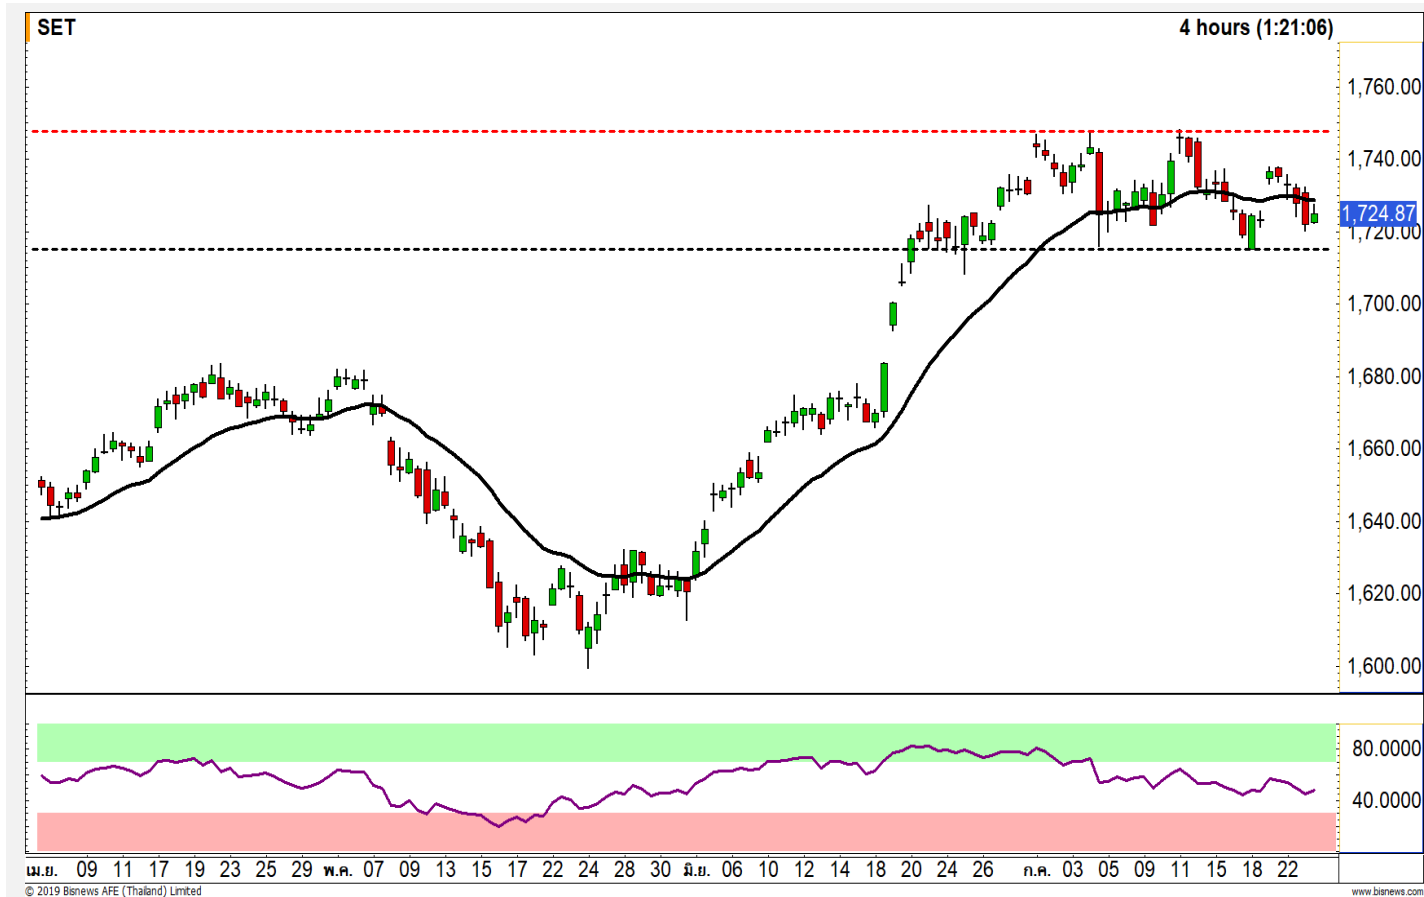 SET
4 hours (1:21:06)
1,760.00
1,740.00
1,724.87
1,720.00
1,700.00
1,680.00
1,660.00
1,640.00
1,620.00
1,600.00
80.0000
40.0000
เม.ย. 09 11 17 19 23 25 29 พ.ค. 07 09 13 15 17 21 24 28 30 มิ.ย. 06 10 12 14 18 20 24 26 ก.ค. 03 05 09 11 15 18 22
© 2019 Bisnews AFE (Thailand) Limited
www.bisnews.com